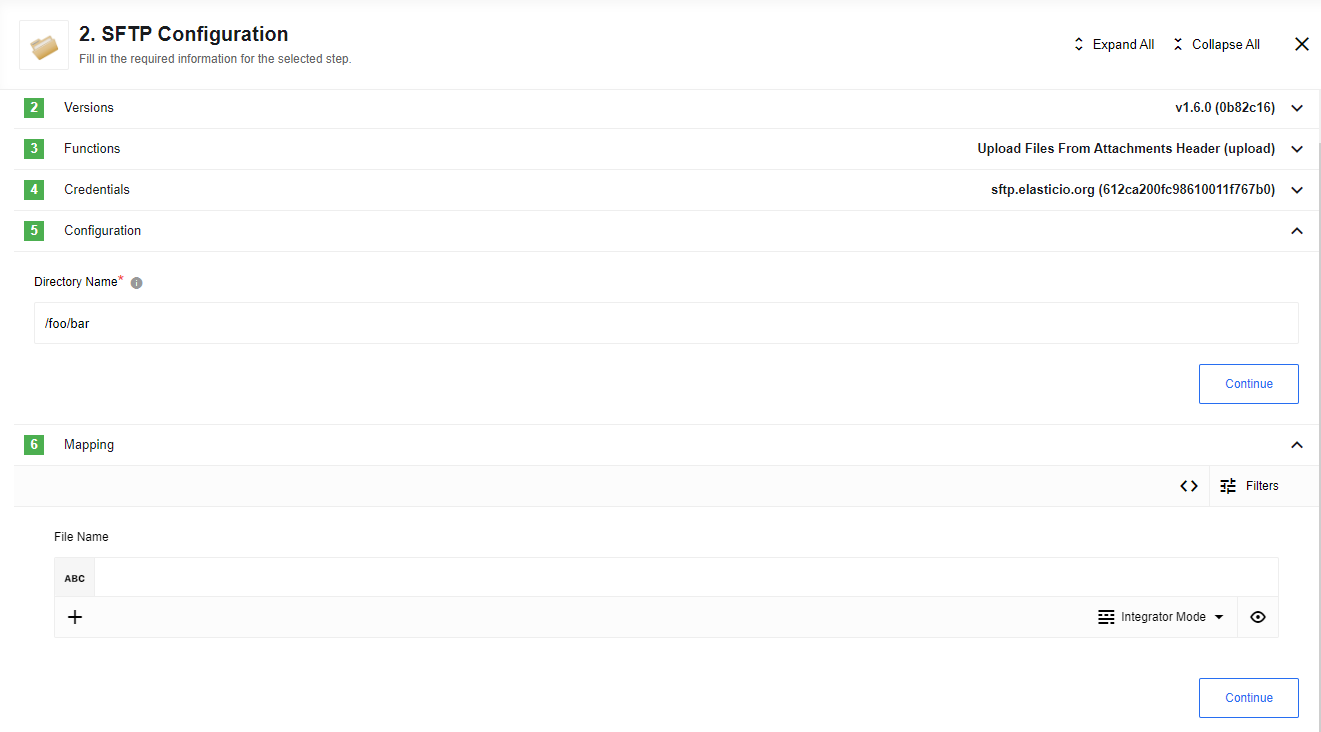 2. SFTP Configuration
Fill in the required information for the selected step.
Expand All
Collapse All
2 Versions v1.6.0 (0b82c16)
3 Functions Upload Files From Attachments Header (upload)
4 Credentials sftp.elasticio.org (612ca200fc98610011f767b0)
5 Configuration
Directory Name*
/foo/bar
Continue
6 Mapping
Filters
File Name
ABC
Integrator Mode
Continue